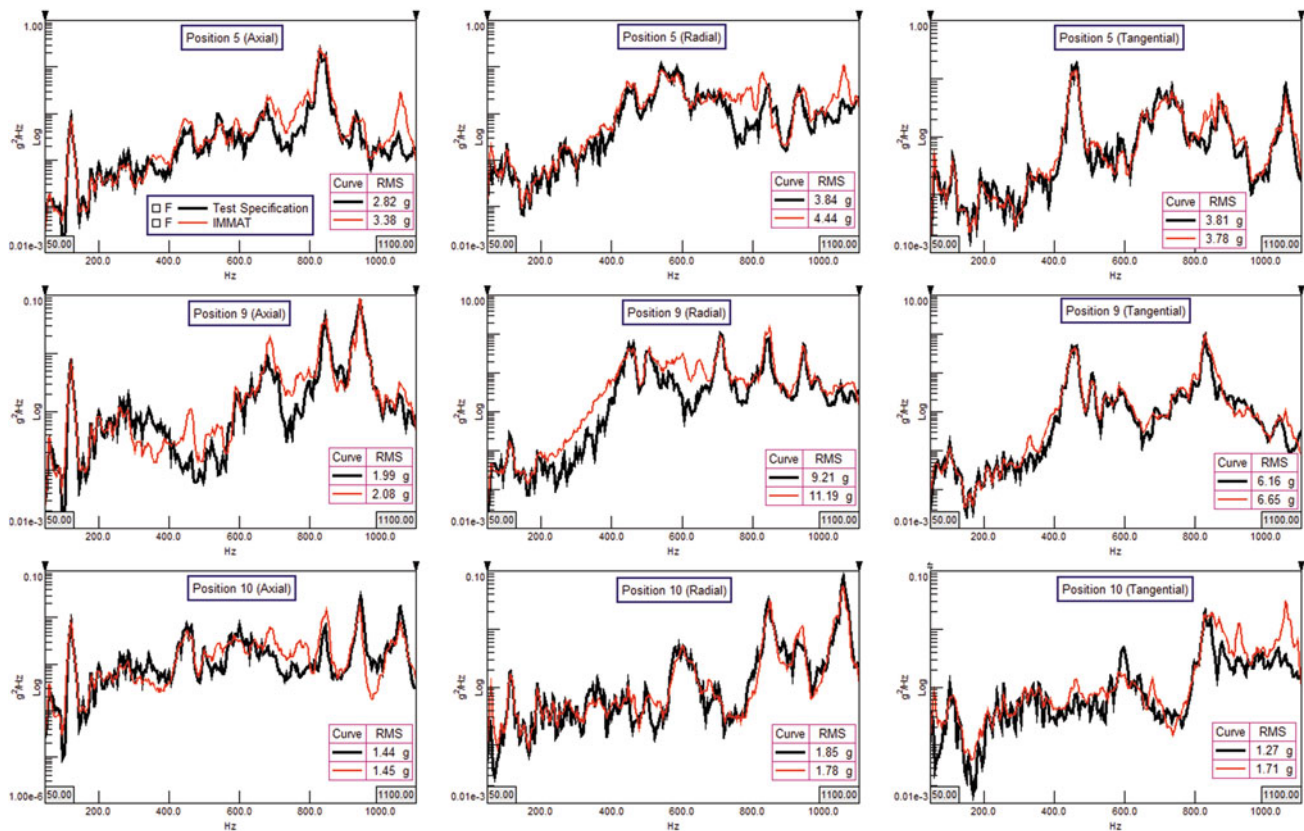 Position 5 (Axial)
1.00
g²/Hz
Log
□ F Test Specification
□ F IMMAT
Curve RMS
2.82 g
3.38 g
0.01e-3
50.00
1100.00
200.0 400.0 600.0 800.0 1000.0
Hz
Position 5 (Radial)
1.00
g²/Hz
Log
Curve RMS
3.84 g
4.44 g
0.01e-3
50.00
1100.00
200.0 400.0 600.0 800.0 1000.0
Hz
Position 5 (Tangential)
1.00
g²/Hz
Log
Curve RMS
3.81 g
3.78 g
0.10e-3
50.00
1100.00
200.0 400.0 600.0 800.0 1000.0
Hz
Position 9 (Axial)
0.10
g²/Hz
Log
Curve RMS
1.99 g
2.08 g
0.01e-3
50.00
1100.00
200.0 400.0 600.0 800.0 1000.0
Hz
Position 9 (Radial)
10.00
g²/Hz
Log
Curve RMS
9.21 g
11.19 g
0.01e-3
50.00
1100.00
200.0 400.0 600.0 800.0 1000.0
Hz
Position 9 (Tangential)
10.00
g²/Hz
Log
Curve RMS
6.16 g
6.65 g
0.01e-3
50.00
1100.00
200.0 400.0 600.0 800.0 1000.0
Hz
Position 10 (Axial)
0.10
g²/Hz
Log
Curve RMS
1.44 g
1.45 g
1.00e-6
50.00
1100.00
200.0 400.0 600.0 800.0 1000.0
Hz
Position 10 (Radial)
0.10
g²/Hz
Log
Curve RMS
1.85 g
1.78 g
0.01e-3
50.00
1100.00
200.0 400.0 600.0 800.0 1000.0
Hz
Position 10 (Tangential)
0.10
g²/Hz
Log
Curve RMS
1.27 g
1.71 g
0.01e-3
50.00
1100.00
200.0 400.0 600.0 800.0 1000.0
Hz